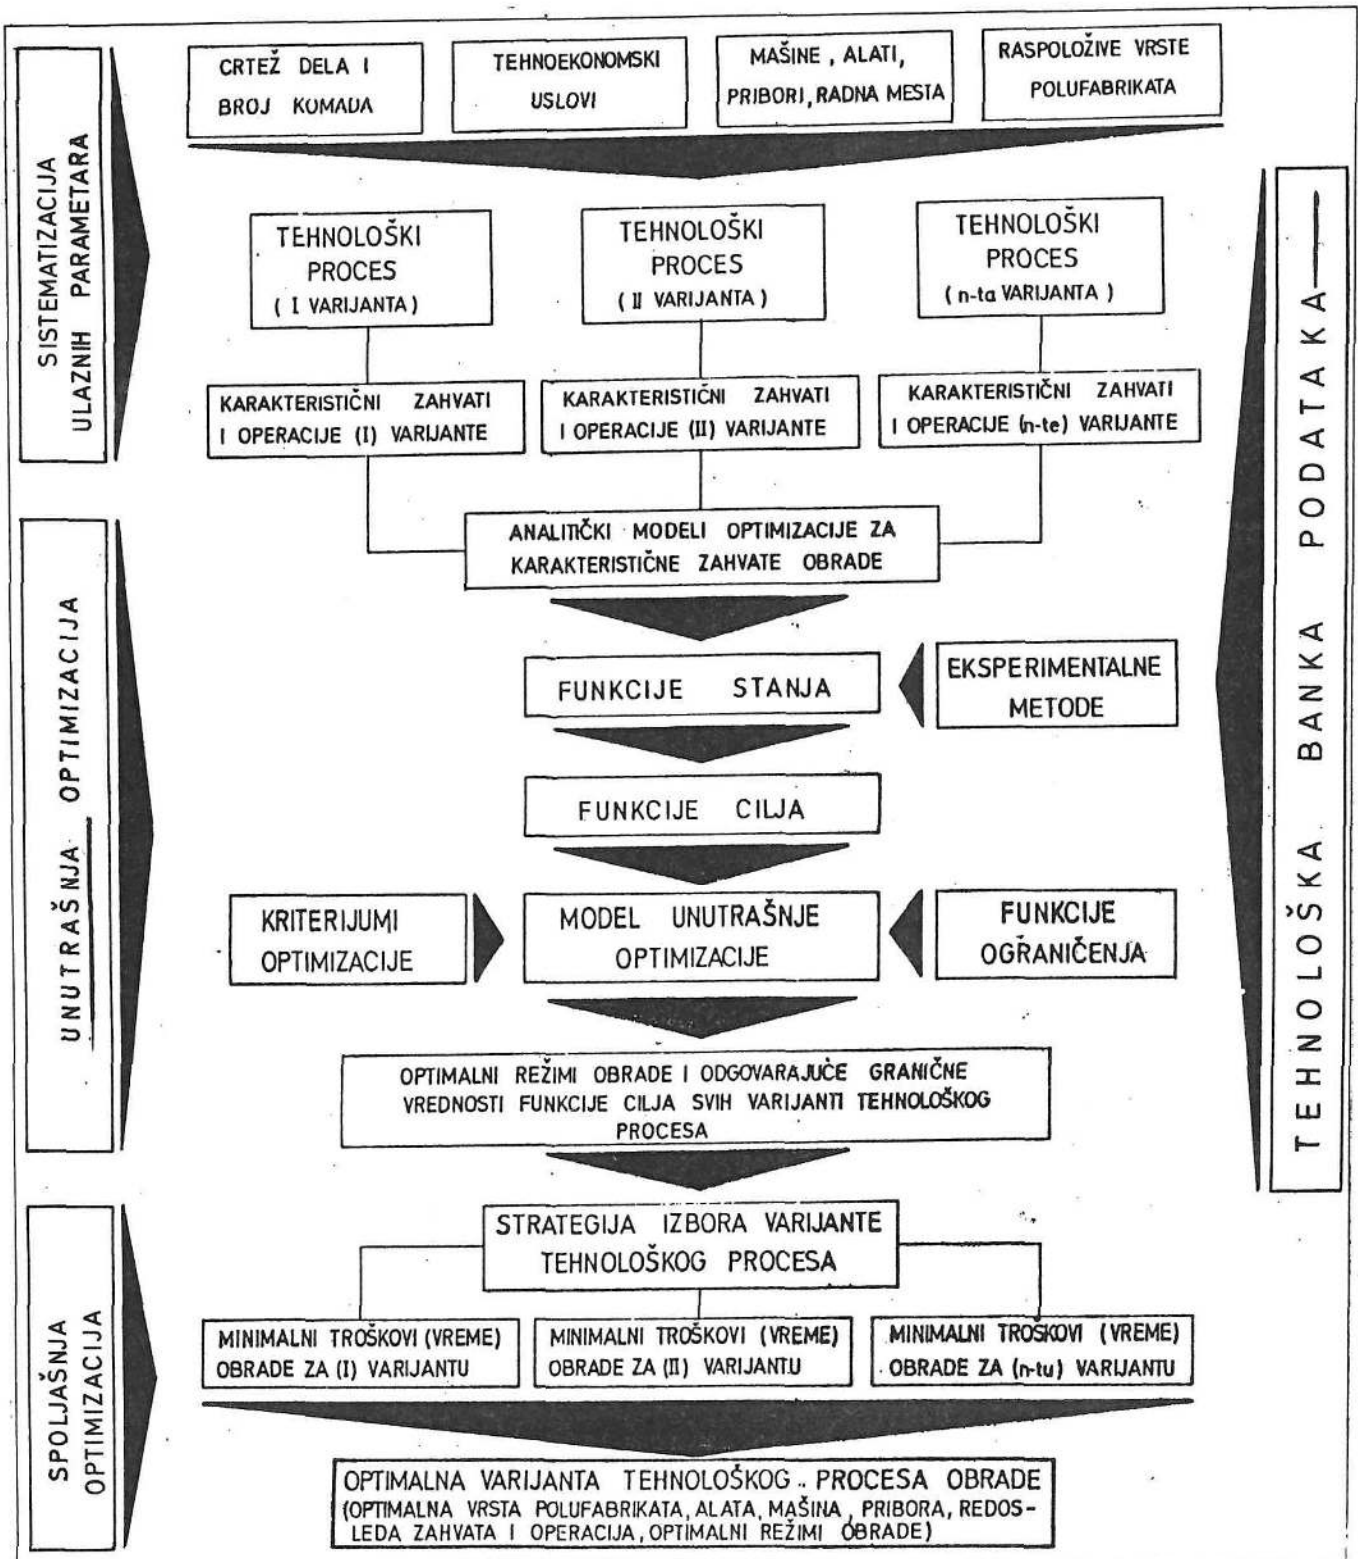 CRTEŽ DELA I
BROJ KOMADA
TEHNOEKONOMSKI
USLOVI
MAŠINE, ALATI,
PRIBORI, RADNA MESTA
RASPOLOŽIVE VRSTE
POLUFABRIKATA
SISTEMATIZACIJA
ULAZNIH PARAMETARA
TEHNOLOŠKI
PROCES
(I VARIJANTA)
TEHNOLOŠKI
PROCES
(II VARIJANTA)
TEHNOLOŠKI
PROCES
(n-ta VARIJANTA)
KARAKTERISTIČNI ZAHVATI
I OPERACIJE (I) VARIJANTE
KARAKTERISTIČNI ZAHVATI
I OPERACIJE (II) VARIJANTE
KARAKTERISTIČNI ZAHVATI
I OPERACIJE (n-te) VARIJANTE
ANALITIČKI MODELI OPTIMIZACIJE ZA
KARAKTERISTIČNE ZAHVATE OBRADE
UNUTRAŠNJA OPTIMIZACIJA
FUNKCIJE STANJA
EKSPERIMENTALNE
METODE
FUNKCIJE CILJA
KRITERIJUMI
OPTIMIZACIJE
MODEL UNUTRAŠNJE
OPTIMIZACIJE
FUNKCIJE
OGRANIČENJA
TEHNOLOŠKA BANKA PODATAKA
OPTIMALNI REŽIMI OBRADE I ODGOVARAJUĆE GRANIČNE
VREDNOSTI FUNKCIJE CILJA SVIH VARIJANTI TEHNOLOŠKOG
PROCESA
SPOLJAŠNJA
OPTIMIZACIJA
STRATEGIJA IZBORA VARIJANTE
TEHNOLOŠKOG PROCESA
MINIMALNI TROŠKOVI (VREME)
OBRADE ZA (I) VARIJANTU
MINIMALNI TROŠKOVI (VREME)
OBRADE ZA (II) VARIJANTU
MINIMALNI TROŠKOVI (VREME)
OBRADE ZA (n-tu) VARIJANTU
OPTIMALNA VARIJANTA TEHNOLOŠKOG PROCESA OBRADE
(OPTIMALNA VRSTA POLUFABRIKATA, ALATA, MAŠINA, PRIBORA, REDOS-
LEDA ZAHVATA I OPERACIJA, OPTIMALNI REŽIMI OBRADE)